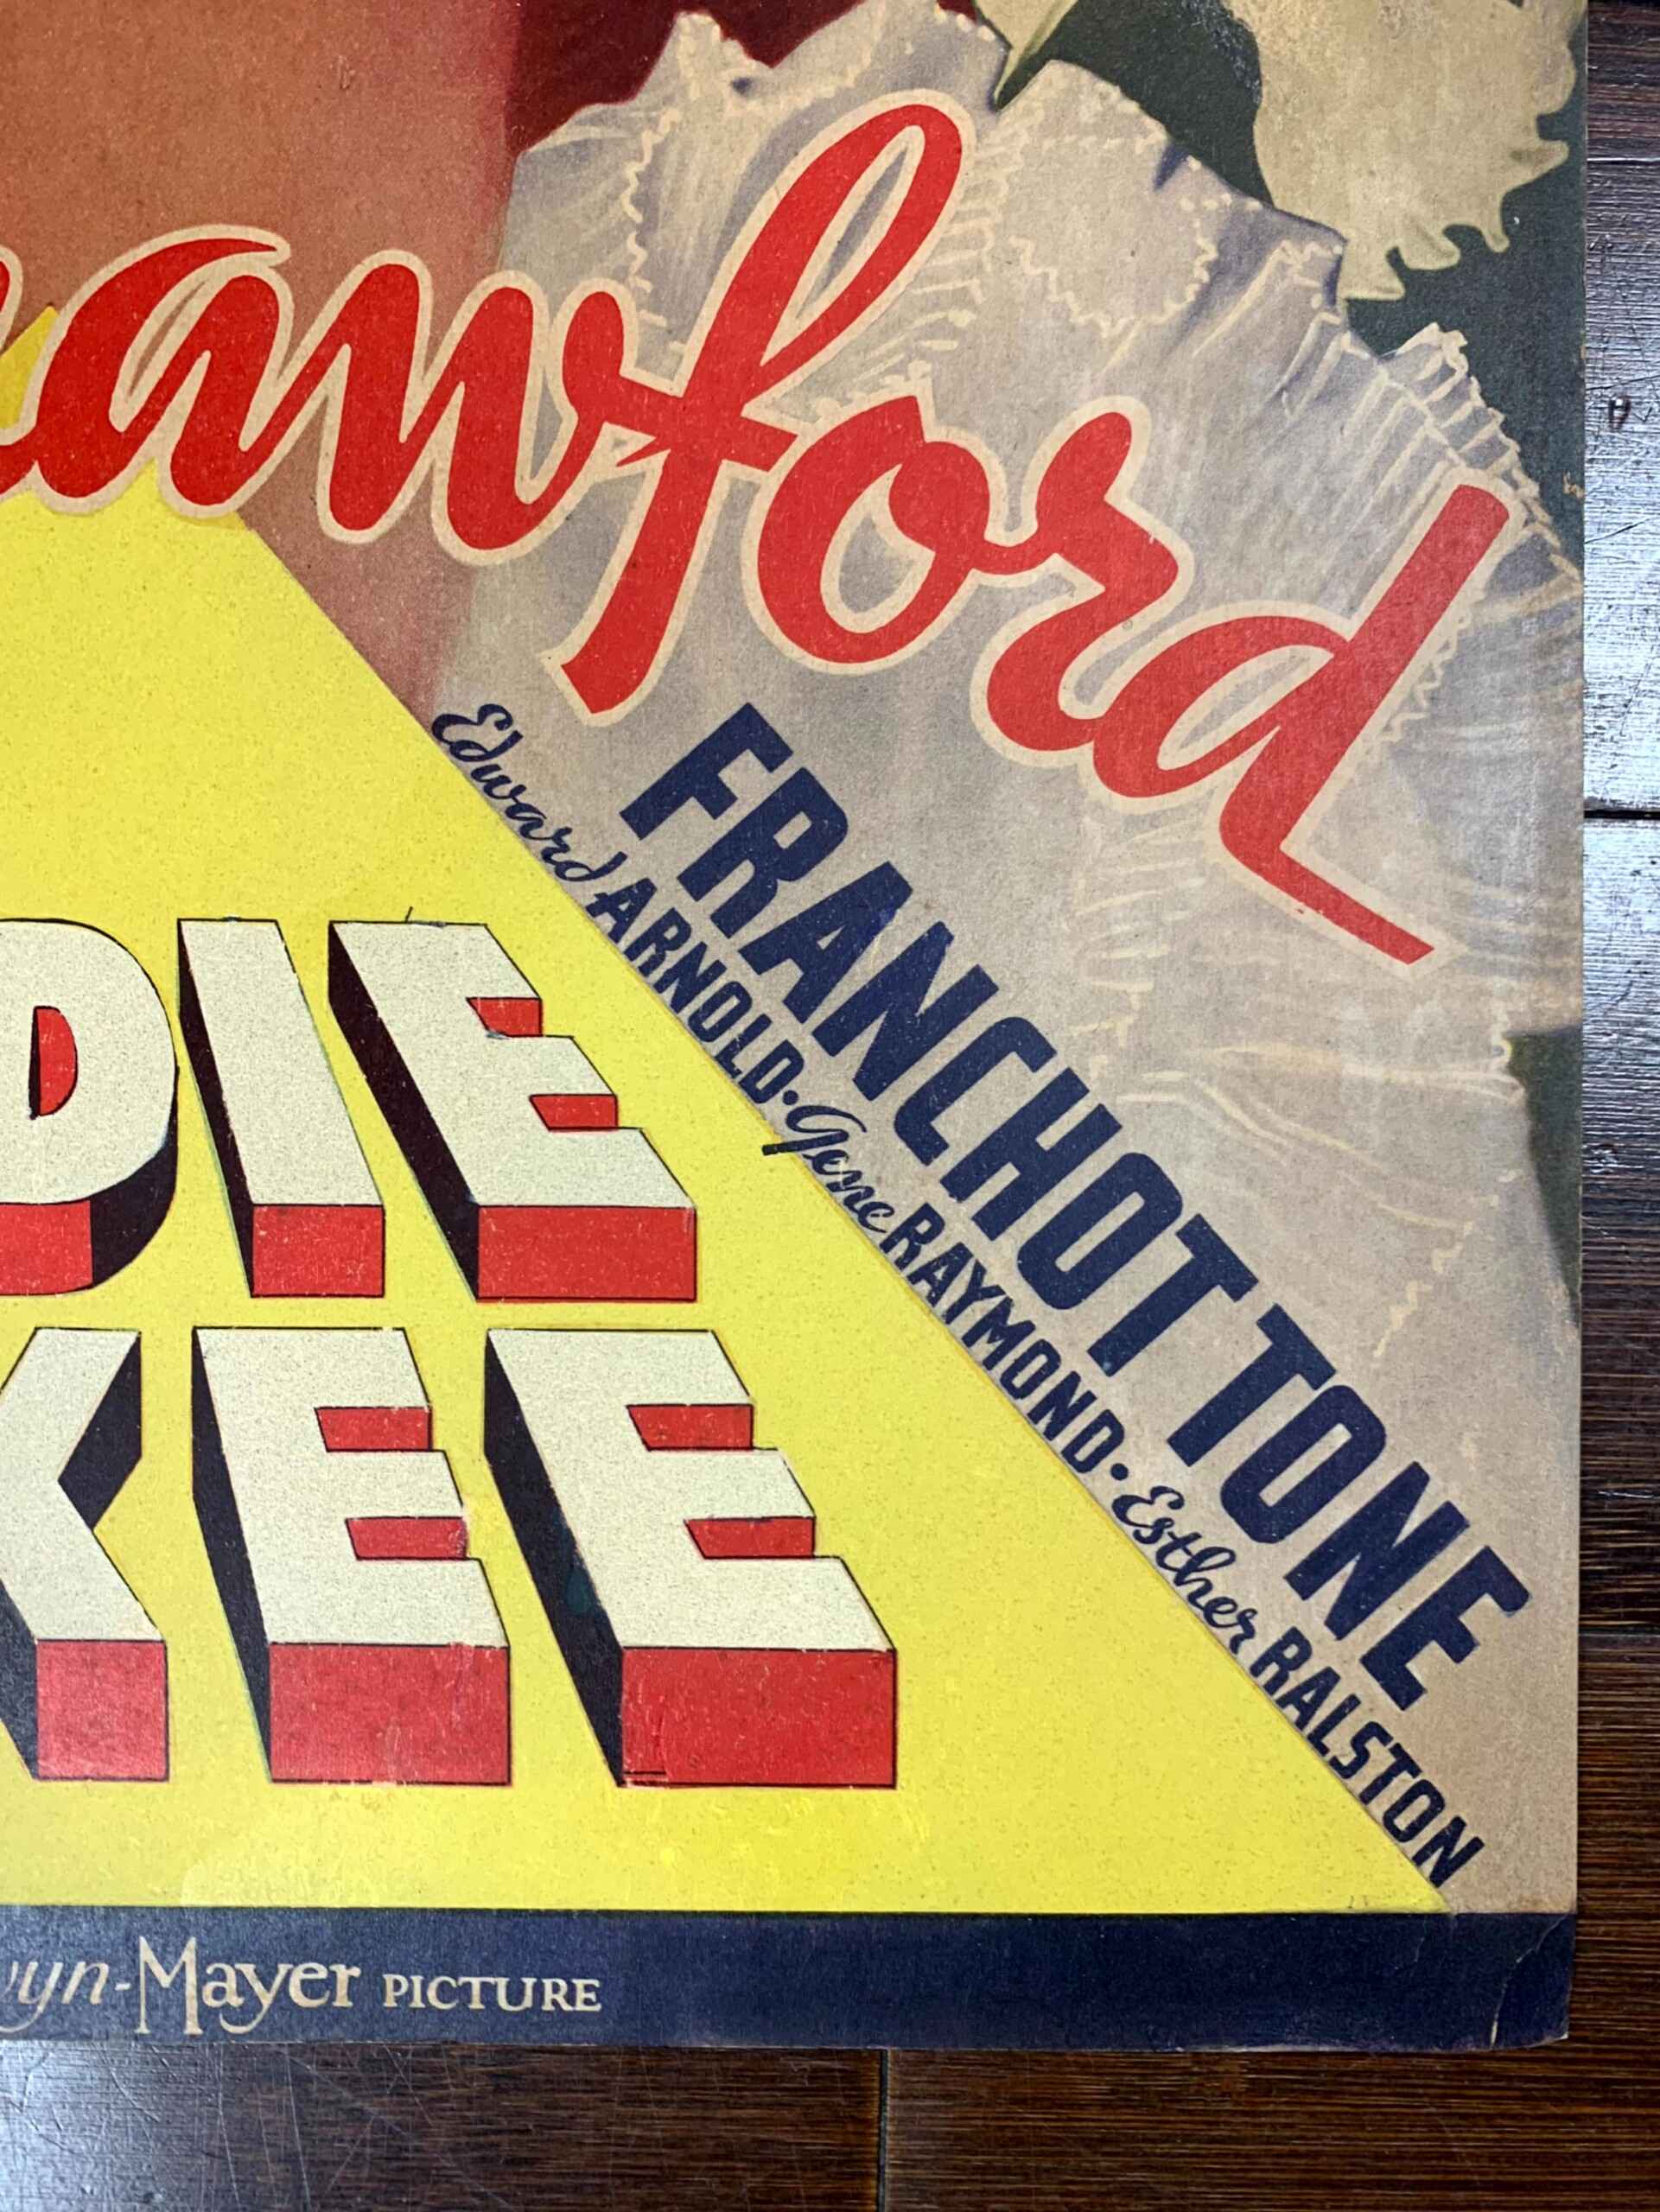 rawford
FRANCHOT TONE
Edward ARNOLD · Gene RAYMOND · Esther RALSTON
DIE
KEE
wyn-Mayer PICTURE